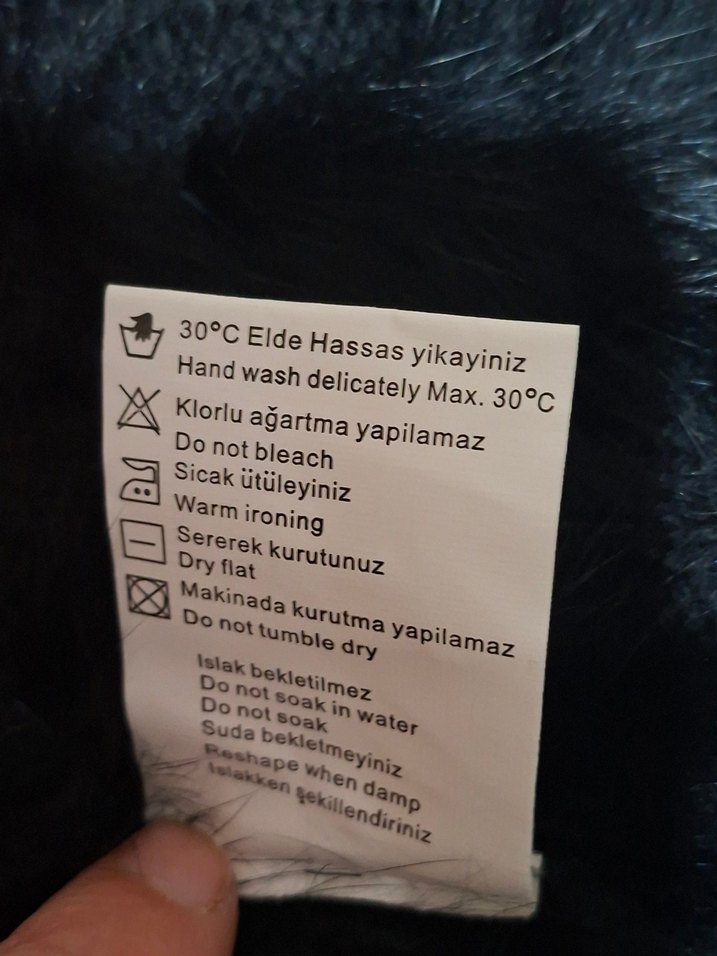 30°C Elde Hassas yikayiniz
Hand wash delicately Max. 30°C
Klorlu ağartma yapilamaz
Do not bleach
Sicak ütüleyiniz
Warm ironing
Sererek kurutunuz
Dry flat
Makinada kurutma yapilamaz
Do not tumble dry
Islak bekletilmez
Do not soak in water
Do not soak
Suda bekletmeyiniz
Reshape when damp
Islakken şekillendiriniz